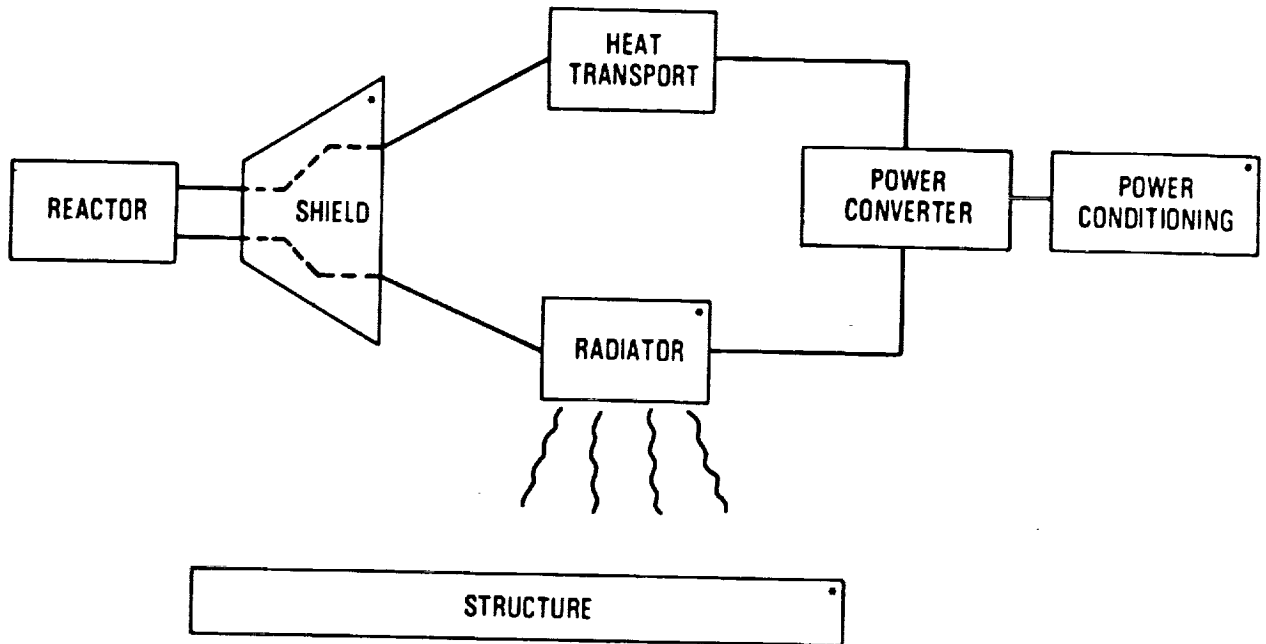 HEAT
TRANSPORT
*
REACTOR
SHIELD
POWER
CONVERTER
POWER
CONDITIONING
*
RADIATOR
*
STRUCTURE
*